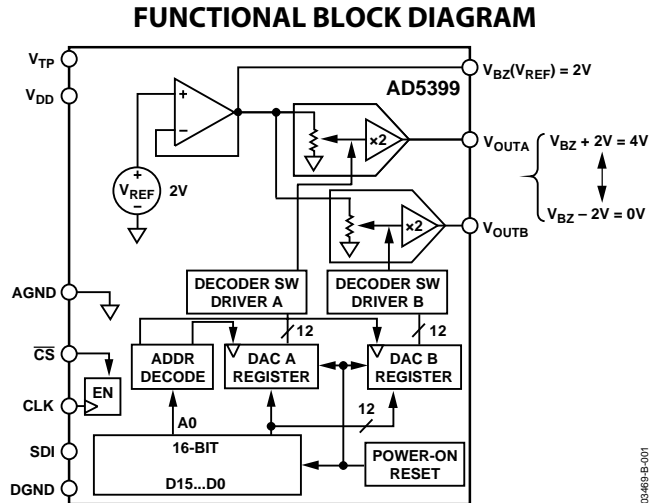 FUNCTIONAL BLOCK DIAGRAM
VTP
VDD
VBZ(VREF) = 2V
AD5399
+
−
×2
VOUTA
VBZ + 2V = 4V
+
VREF
−
2V
×2
VBZ − 2V = 0V
VOUTB
AGND
DECODER SW
DRIVER A
DECODER SW
DRIVER B
12
12
CS
ADDR
DECODE
DAC A
REGISTER
DAC B
REGISTER
EN
CLK
A0
12
SDI
16-BIT
D15...D0
POWER-ON
RESET
DGND
03469-B-001